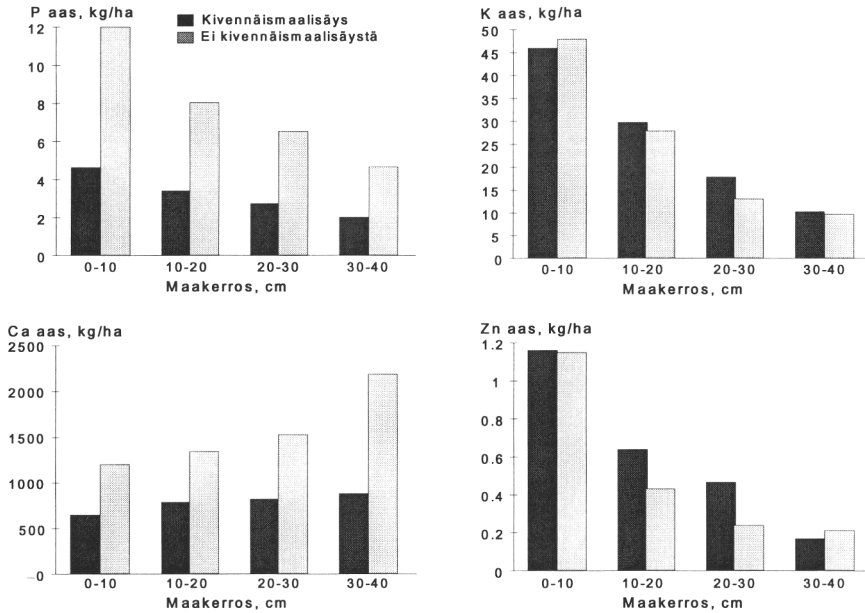 P aas, kg/ha
12
10
8
6
4
2
0
0-10 10-20 20-30 30-40
Maakerros, cm
Kivennäismaalisäys
Ei kivennäismaalisäystä
K aas, kg/ha
50
45
40
35
30
25
20
15
10
5
0
0-10 10-20 20-30 30-40
Maakerros, cm
Ca aas, kg/ha
2500
2000
1500
1000
500
0
0-10 10-20 20-30 30-40
Maakerros, cm
Zn aas, kg/ha
1.2
1
0.8
0.6
0.4
0.2
0
0-10 10-20 20-30 30-40
Maakerros, cm